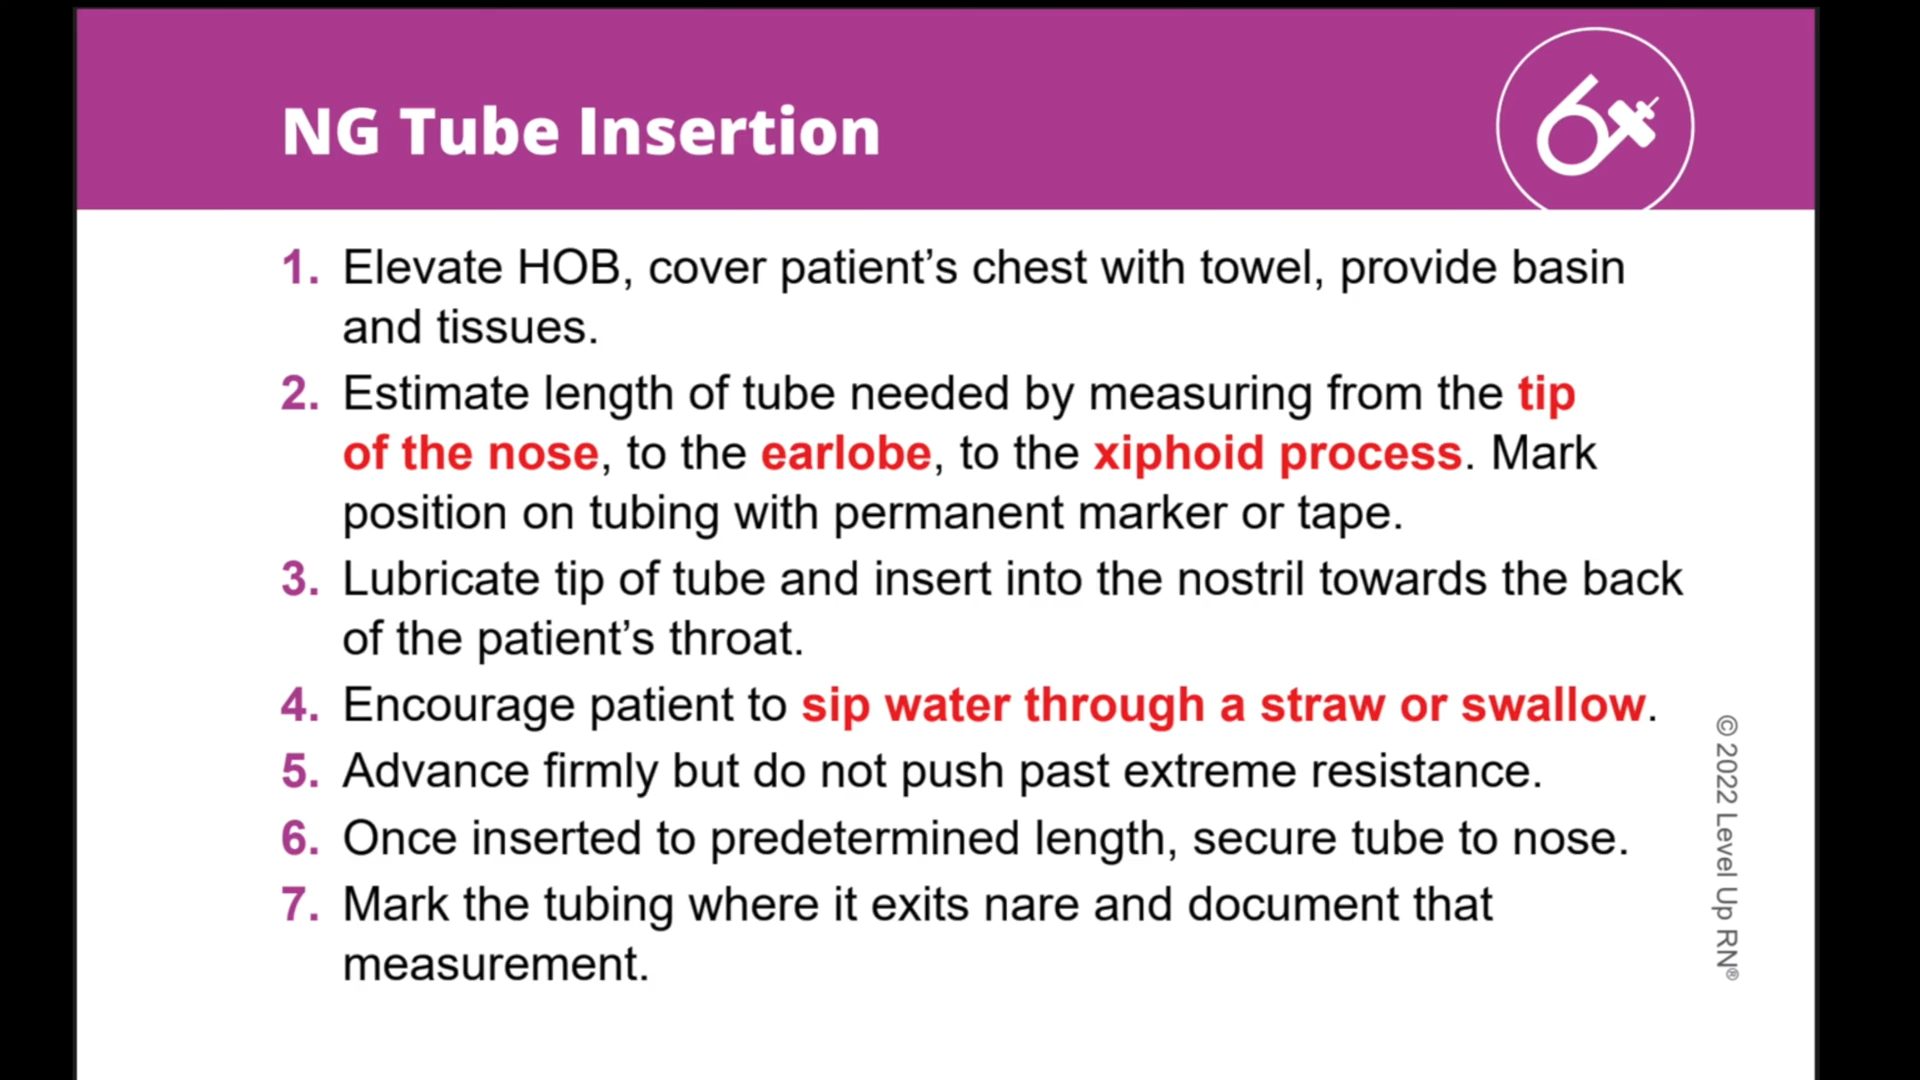 NG Tube Insertion
1. Elevate HOB, cover patient’s chest with towel, provide basin
and tissues.
2. Estimate length of tube needed by measuring from the tip
of the nose, to the earlobe, to the xiphoid process. Mark
position on tubing with permanent marker or tape.
3. Lubricate tip of tube and insert into the nostril towards the back
of the patient’s throat.
4. Encourage patient to sip water through a straw or swallow.
5. Advance firmly but do not push past extreme resistance.
6. Once inserted to predetermined length, secure tube to nose.
7. Mark the tubing where it exits nare and document that
measurement.
© 2022 Level Up RN®